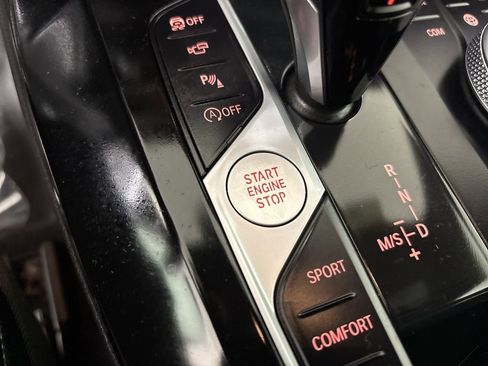 OFF
P
A OFF
START
ENGINE
STOP
SPORT
COMFORT
COM
R
N
M/S D
+